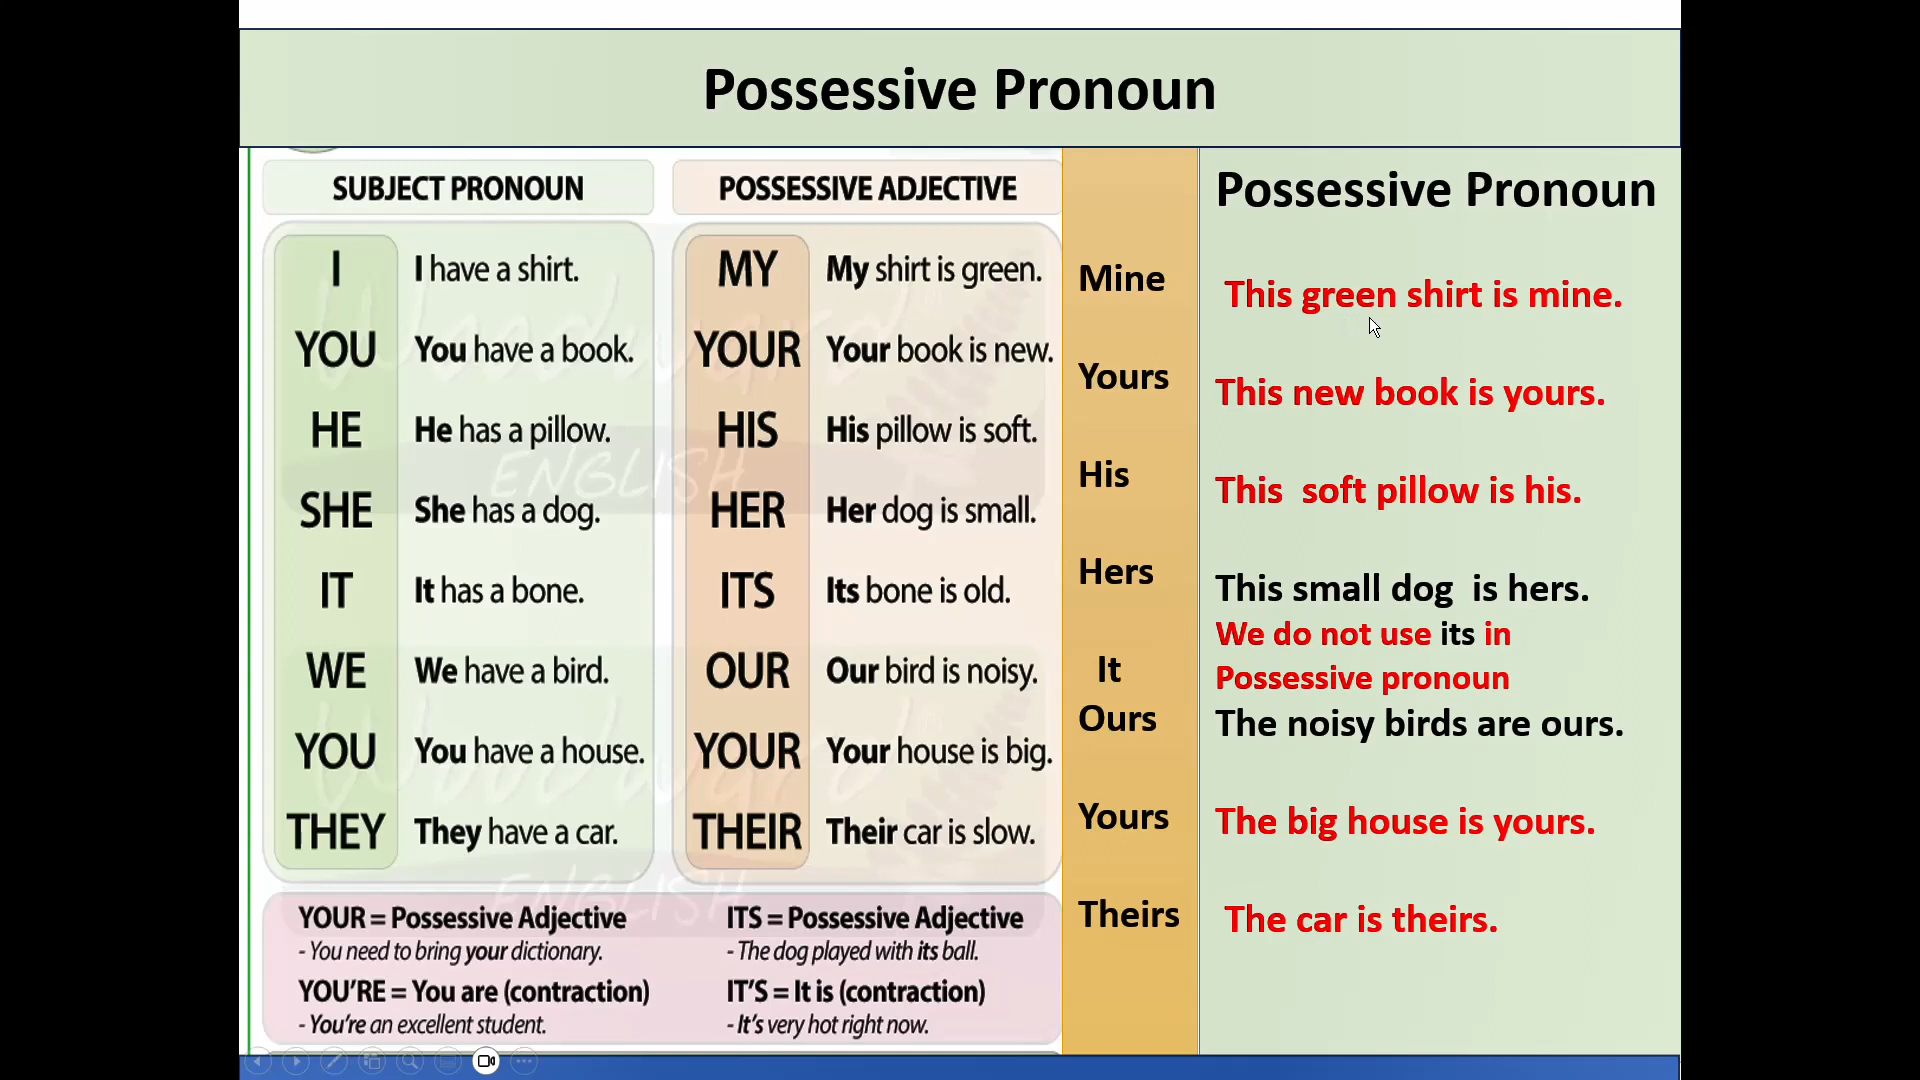 Possessive Pronoun
SUBJECT PRONOUN
I I have a shirt.
YOU You have a book.
HE He has a pillow.
SHE She has a dog.
IT It has a bone.
WE We have a bird.
YOU You have a house.
THEY They have a car.
POSSESSIVE ADJECTIVE
MY My shirt is green.
YOUR Your book is new.
HIS His pillow is soft.
HER Her dog is small.
ITS Its bone is old.
OUR Our bird is noisy.
YOUR Your house is big.
THEIR Their car is slow.
Mine
Yours
His
Hers
It
Ours
Yours
Theirs
Possessive Pronoun
This green shirt is mine.
This new book is yours.
This  soft pillow is his.
This small dog  is hers.
We do not use its in
Possessive pronoun
The noisy birds are ours.
The big house is yours.
The car is theirs.
YOUR = Possessive Adjective
- You need to bring your dictionary.
YOU'RE = You are (contraction)
- You're an excellent student.
ITS = Possessive Adjective
- The dog played with its ball.
IT'S = It is (contraction)
- It's very hot right now.
Woodward
ENGLISH
Woodward
ENGLISH